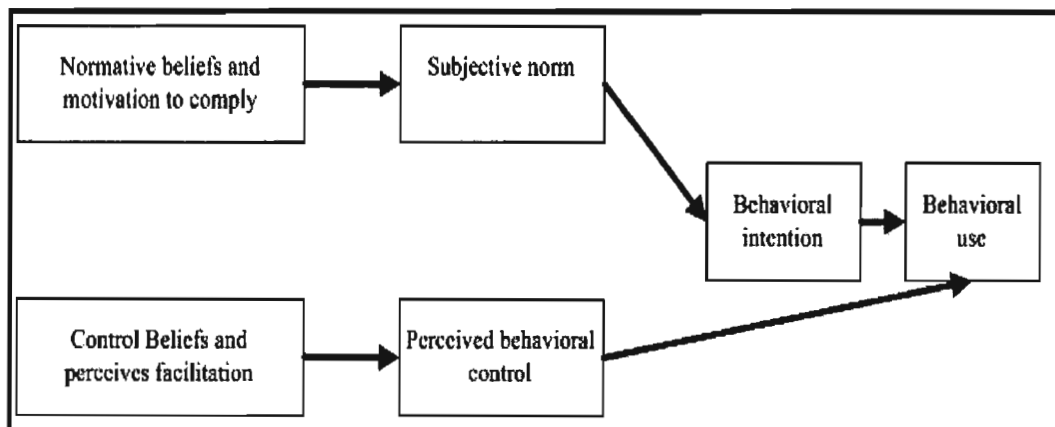 Normative beliefs and
motivation to comply
Subjective norm
Behavioral
intention
Behavioral
use
Control Beliefs and
perceives facilitation
Perceived behavioral
control